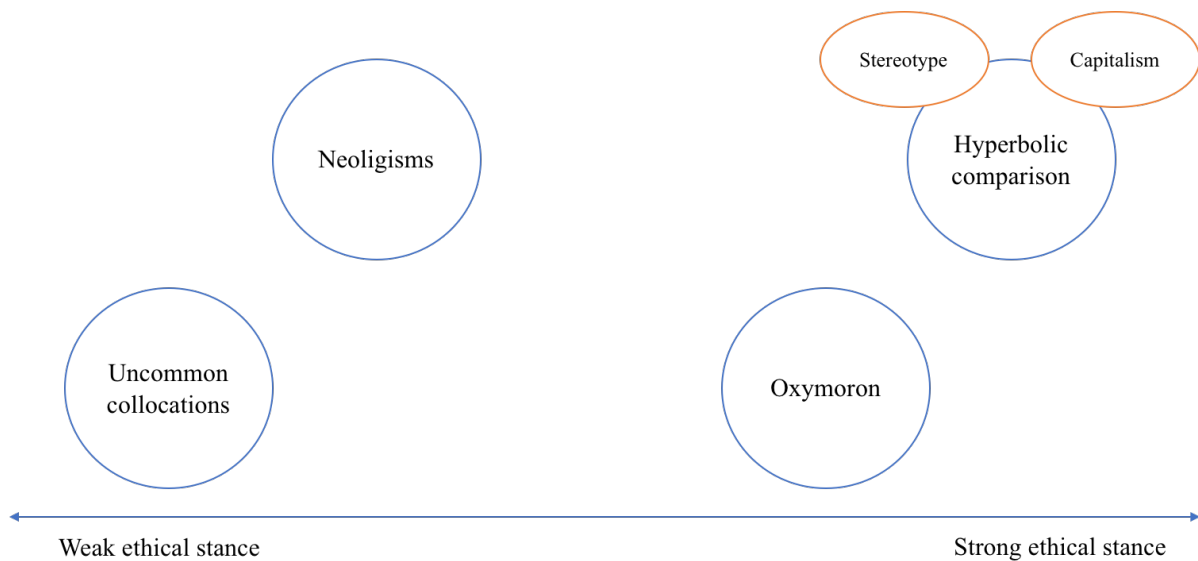 Stereotype
Capitalism
Neoligisms
Hyperbolic
comparison
Uncommon
collocations
Oxymoron
Weak ethical stance
Strong ethical stance